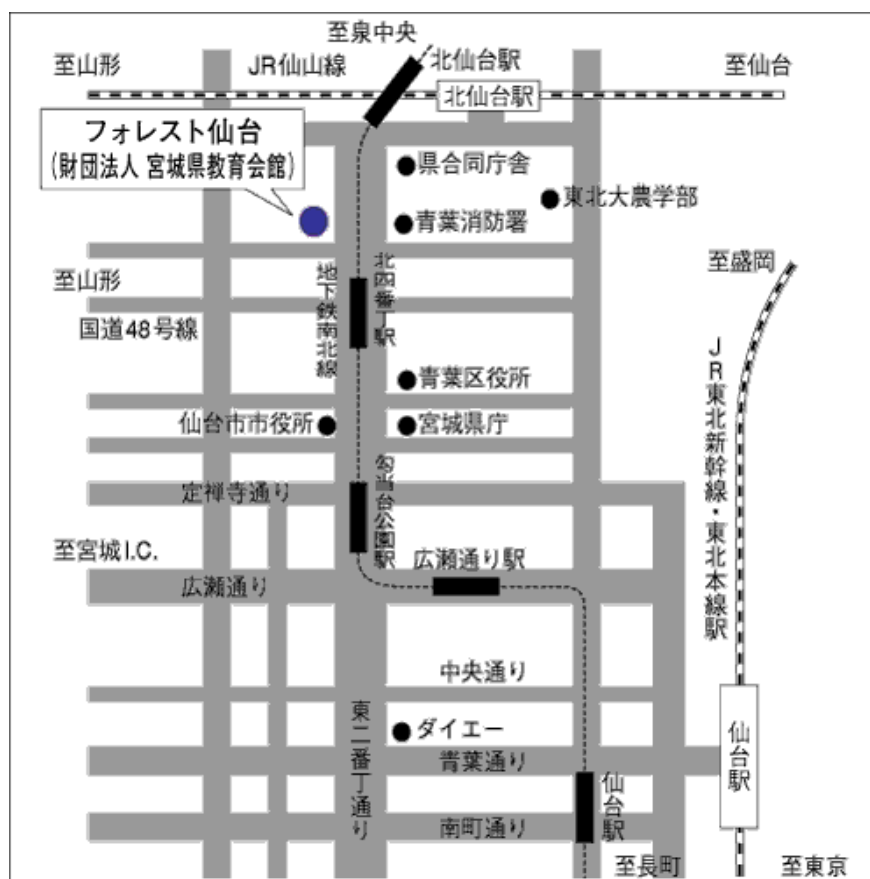 至泉中央
至山形
JR仙山線
北仙台駅
至仙台
北仙台駅
フォレスト仙台
(財団法人 宮城県教育会館)
県合同庁舎
東北大農学部
青葉消防署
至盛岡
至山形
北四番丁駅
地下鉄南北線
国道48号線
JR東北新幹線・東北本線駅
青葉区役所
仙台市市役所
宮城県庁
勾当台公園駅
定禅寺通り
至宮城I.C.
広瀬通り駅
広瀬通り
中央通り
東二番丁通り
ダイエー
青葉通り
仙台駅
仙台駅
南町通り
至長町
至東京